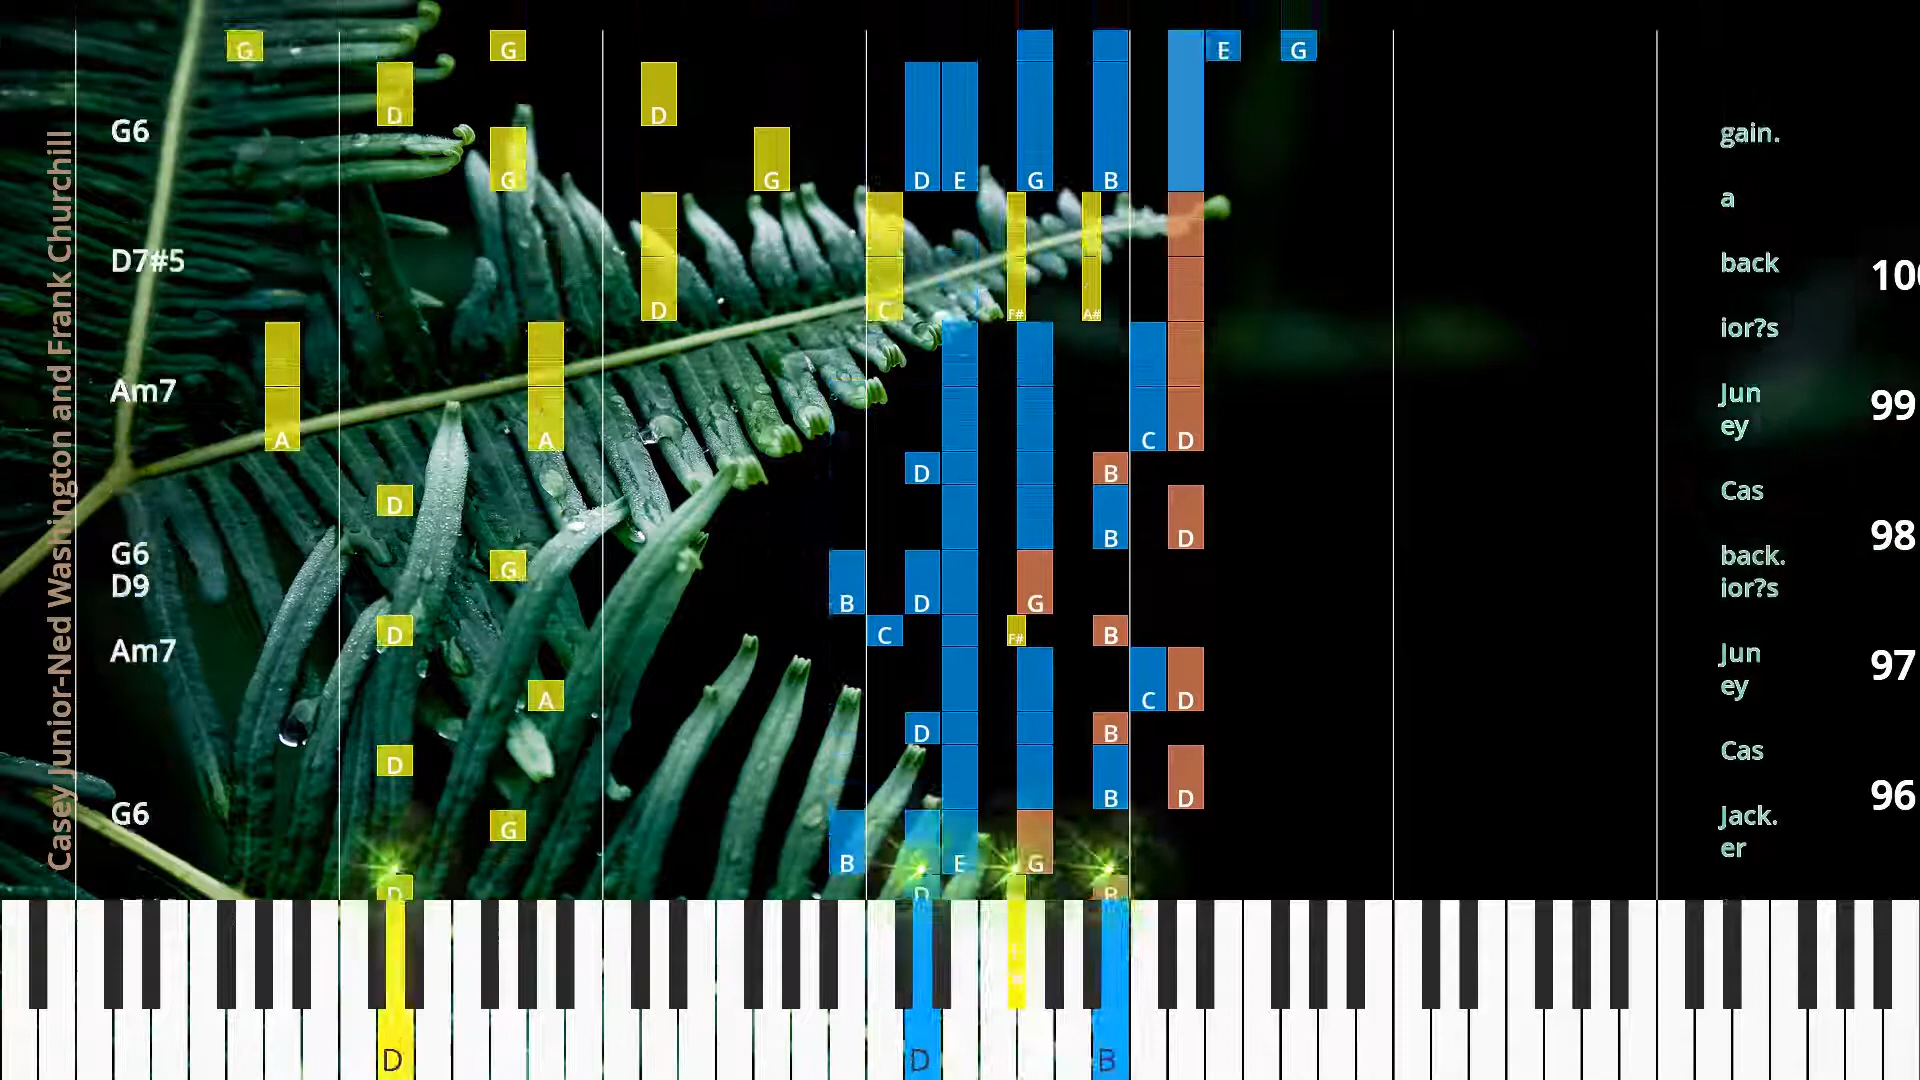 Casey Junior-Ned Washington and Frank Churchill
G G E G
D D
G6 gain.
G G D E G B
a
D7#5 back
100
D C F# A#
ior?s
Am7 Jun
99
ey
A A C D
D B
Cas
D
98
B D
G6 back.
G
D9 ior?s
B D G
D C F# B
Am7 Jun
97
ey
A C D
D B
Cas
D
96
B D
G6 Jack.
G
er
B E G
D D B
D D B